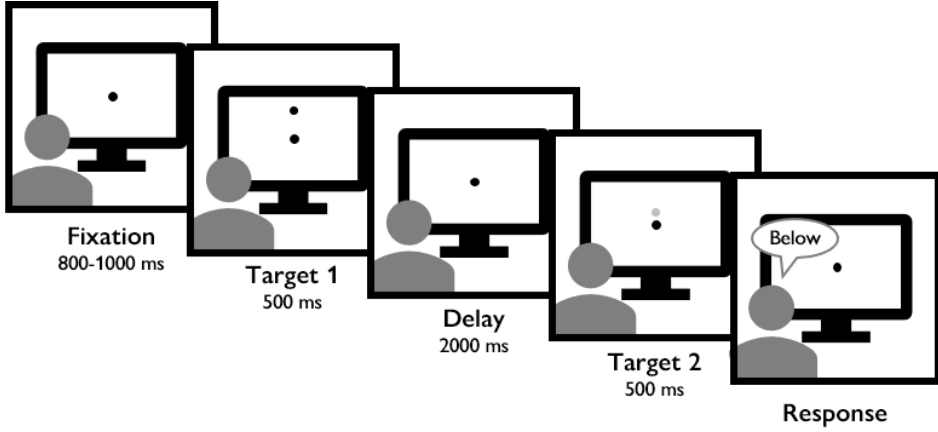 Fixation
800-1000 ms
Target 1
500 ms
Delay
2000 ms
Target 2
500 ms
Below
Response